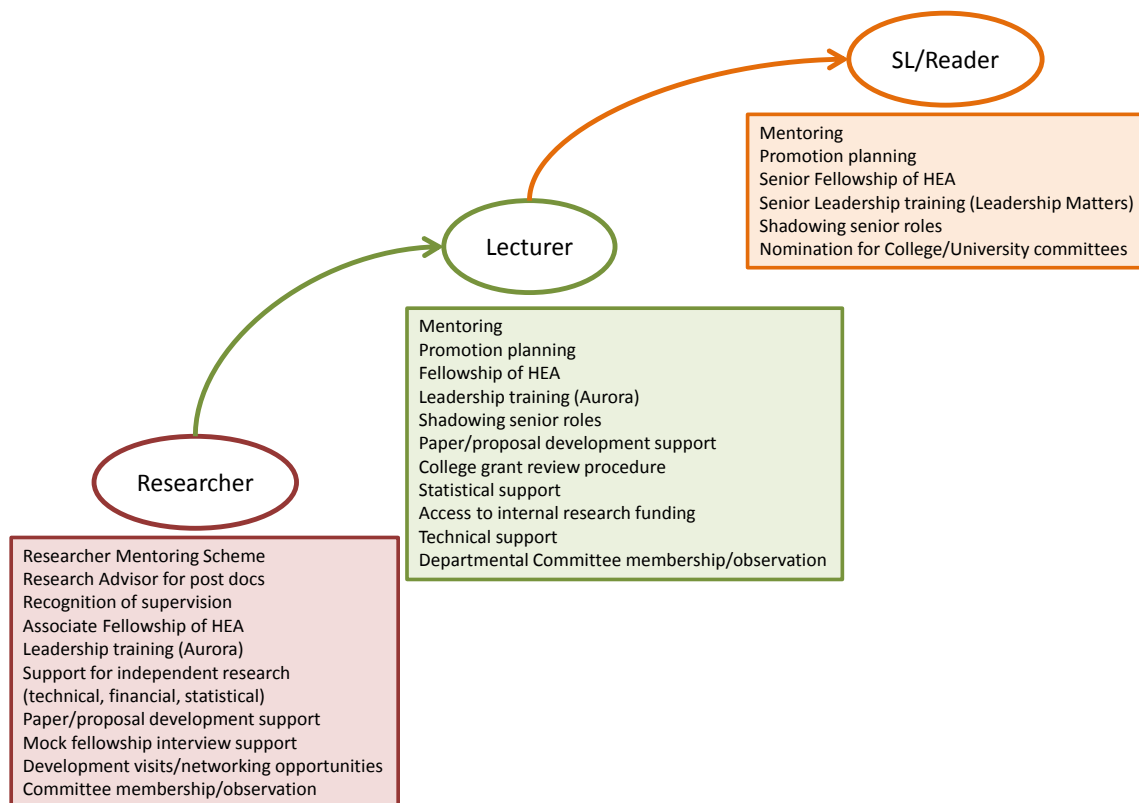 SL/Reader
Mentoring
Promotion planning
Senior Fellowship of HEA
Senior Leadership training (Leadership Matters)
Shadowing senior roles
Nomination for College/University committees
Lecturer
Mentoring
Promotion planning
Fellowship of HEA
Leadership training (Aurora)
Shadowing senior roles
Paper/proposal development support
College grant review procedure
Statistical support
Access to internal research funding
Technical support
Departmental Committee membership/observation
Researcher
Researcher Mentoring Scheme
Research Advisor for post docs
Recognition of supervision
Associate Fellowship of HEA
Leadership training (Aurora)
Support for independent research
(technical, financial, statistical)
Paper/proposal development support
Mock fellowship interview support
Development visits/networking opportunities
Committee membership/observation